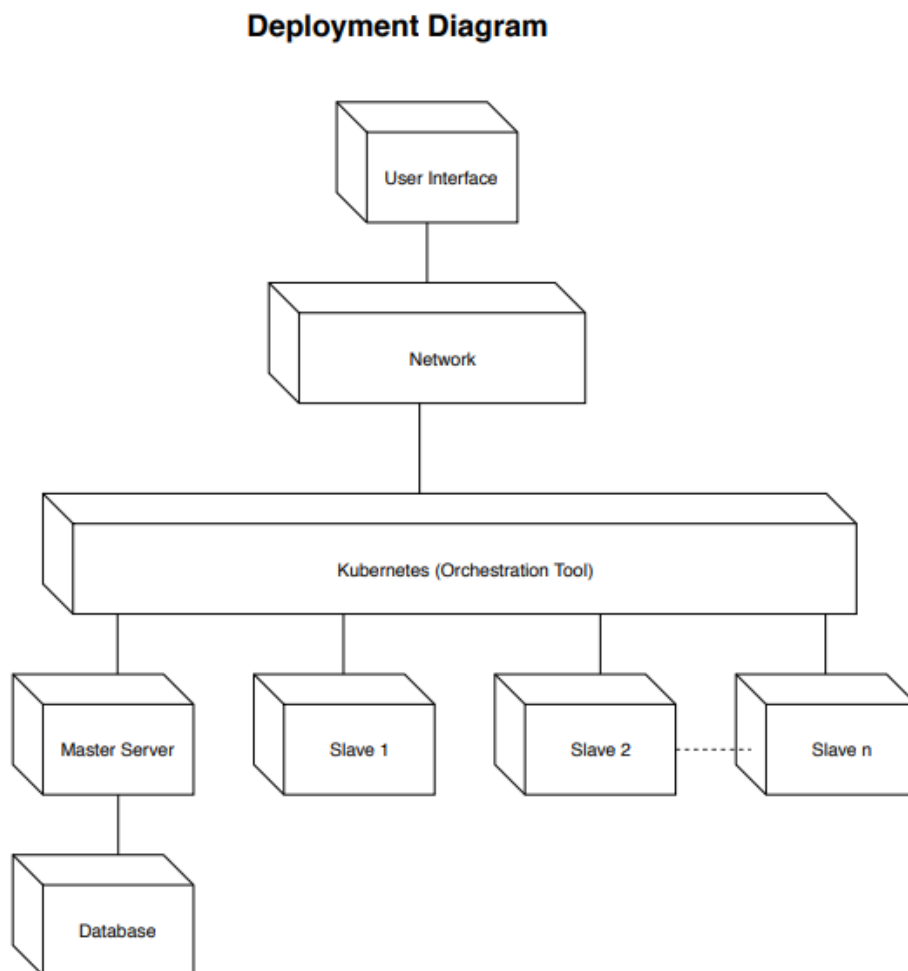 Deployment Diagram
User Interface
Network
Kubernetes (Orchestration Tool)
Master Server
Slave 1
Slave 2
Slave n
Database